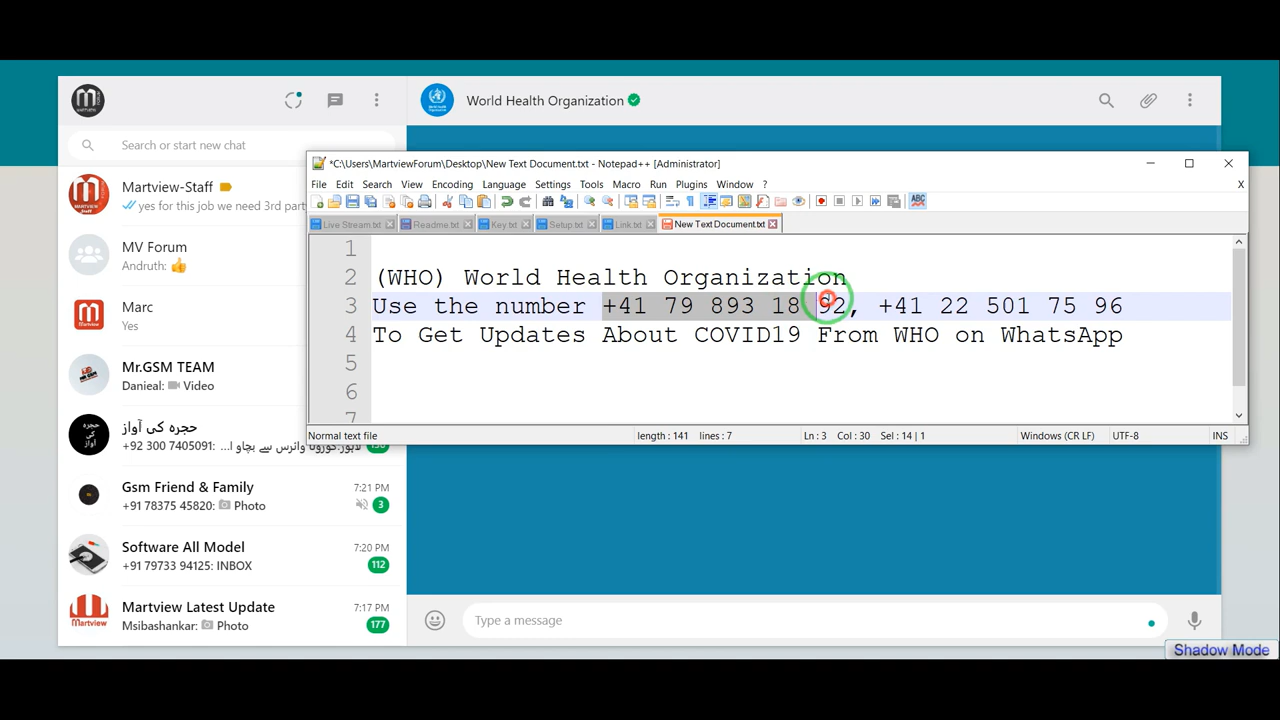 World Health Organization
Search or start new chat
Martview-Staff
yes for this job we need 3rd part
MV Forum
Andruth: 👍
Marc
Yes
Mr.GSM TEAM
Danieal: Video
حجرہ کی آواز
+92 300 7405091: لاہور:کورونا وائرس سے بچاو ا...
Gsm Friend & Family
7:21 PM
+91 78375 45820: Photo
3
Software All Model
7:20 PM
+91 79733 94125: INBOX
112
Martview Latest Update
7:17 PM
Msibashankar: Photo
177
*C:\Users\MartviewForum\Desktop\New Text Document.txt - Notepad++ [Administrator]
File Edit Search View Encoding Language Settings Tools Macro Run Plugins Window ?
X
Live Stream.txt Readme.txt Key.txt Setup.txt Link.txt New Text Document.txt
1
2 (WHO) World Health Organization
3 Use the number +41 79 893 18 92, +41 22 501 75 96
4 To Get Updates About COVID19 From WHO on WhatsApp
5
6
7
Normal text file length : 141 lines : 7 Ln : 3 Col : 30 Sel : 14 | 1 Windows (CR LF) UTF-8 INS
Type a message
Shadow Mode